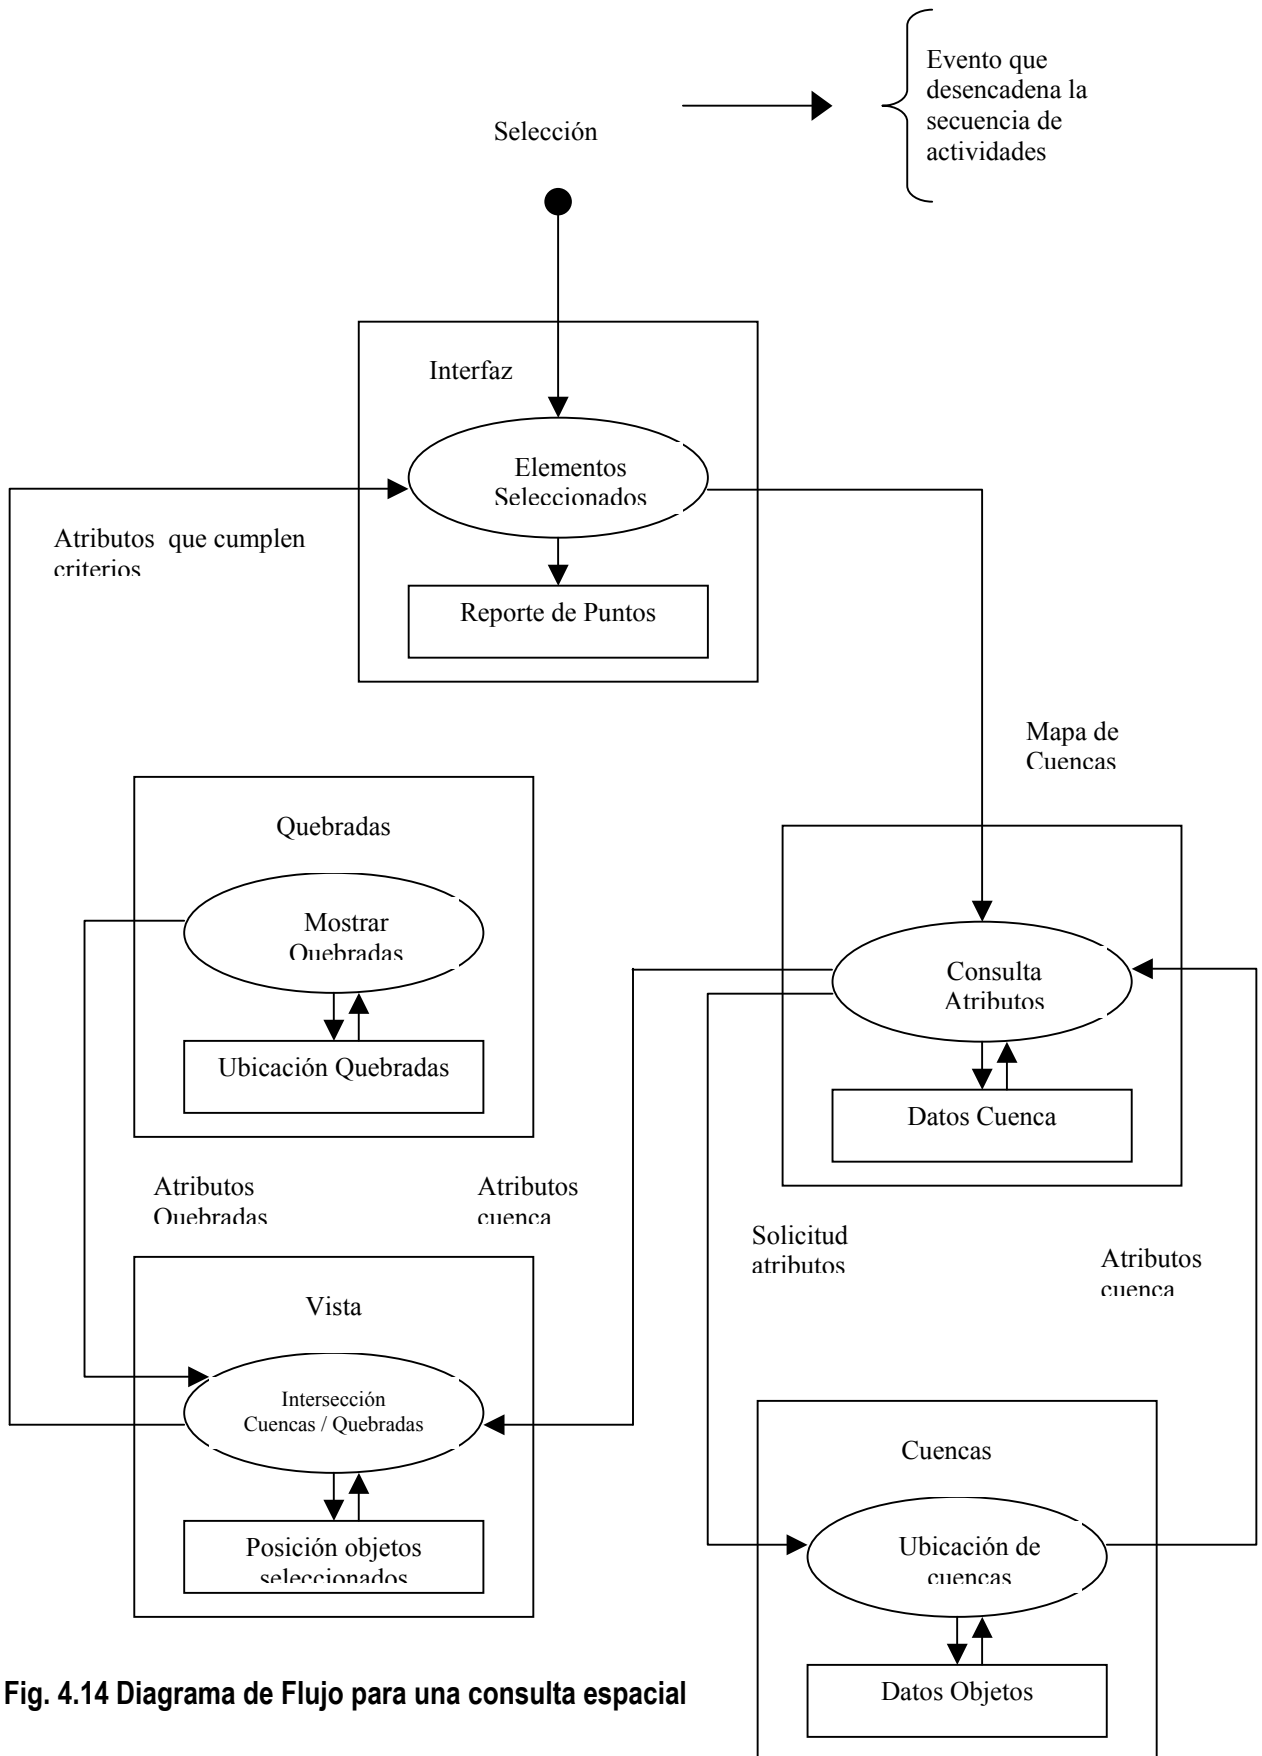 Evento que
desencadena la
secuencia de
actividades
Selección
Interfaz
Elementos
Seleccionados
Atributos que cumplen
criterios
Reporte de Puntos
Mapa de
Cuencas
Quebradas
Mostrar
Quebradas
Consulta
Atributos
Ubicación Quebradas
Datos Cuenca
Atributos
Quebradas
Atributos
cuenca
Solicitud
atributos
Atributos
cuenca
Vista
Intersección
Cuencas / Quebradas
Cuencas
Posición objetos
seleccionados
Ubicación de
cuencas
Datos Objetos
Fig. 4.14 Diagrama de Flujo para una consulta espacial